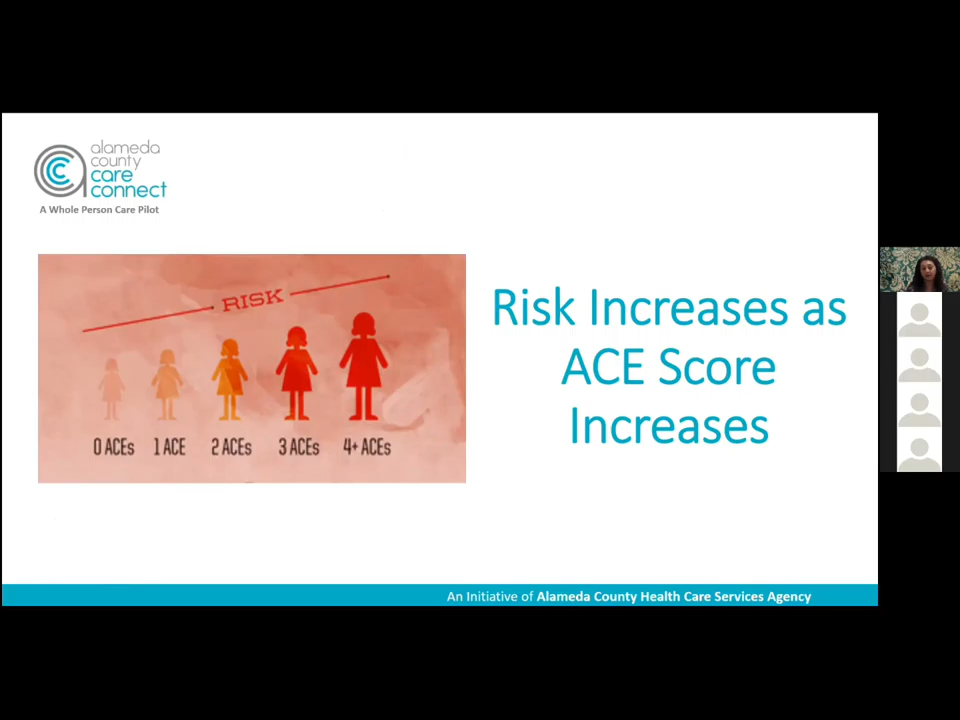 alameda
county
care
connect
A Whole Person Care Pilot
RISK
0 ACEs 1 ACE 2 ACEs 3 ACEs 4+ ACEs
Risk Increases as
ACE Score
Increases
An Initiative of Alameda County Health Care Services Agency